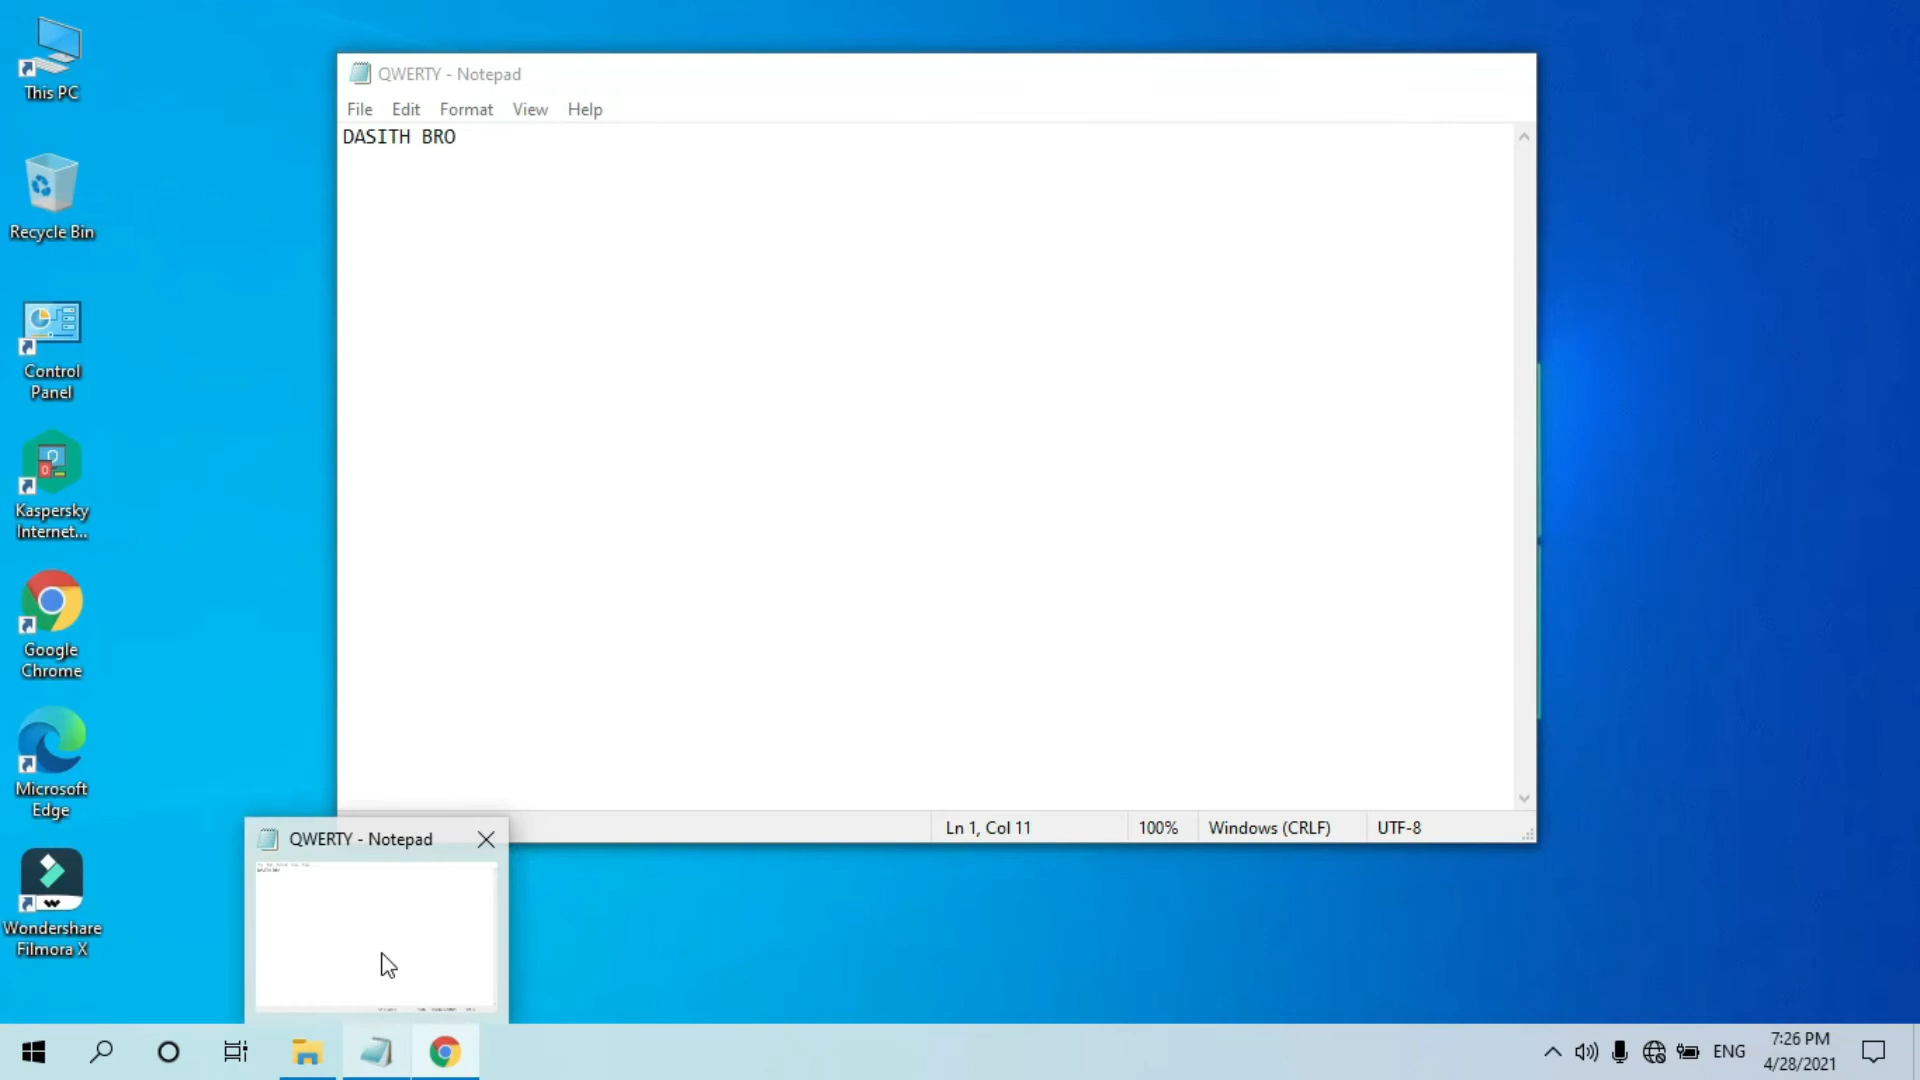 This PC
Recycle Bin
Control
Panel
Kaspersky
Internet...
Google
Chrome
Microsoft
Edge
Wondershare
Filmora X
QWERTY - Notepad
File Edit Format View Help
DASITH BRO
Ln 1, Col 11 100% Windows (CRLF) UTF-8
QWERTY - Notepad
ENG
7:26 PM
4/28/2021